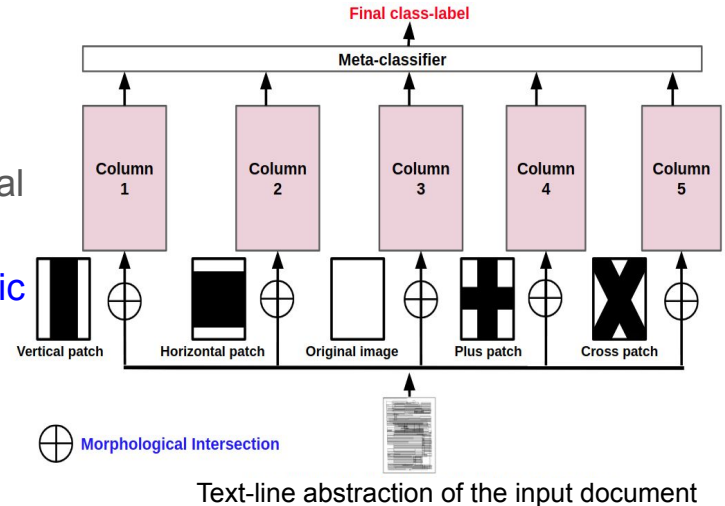 Final class-label
Meta-classifier
Column 1
Column 2
Column 3
Column 4
Column 5
al
ic
Vertical patch
Horizontal patch
Original image
Plus patch
Cross patch
Morphological Intersection
Text-line abstraction of the input document